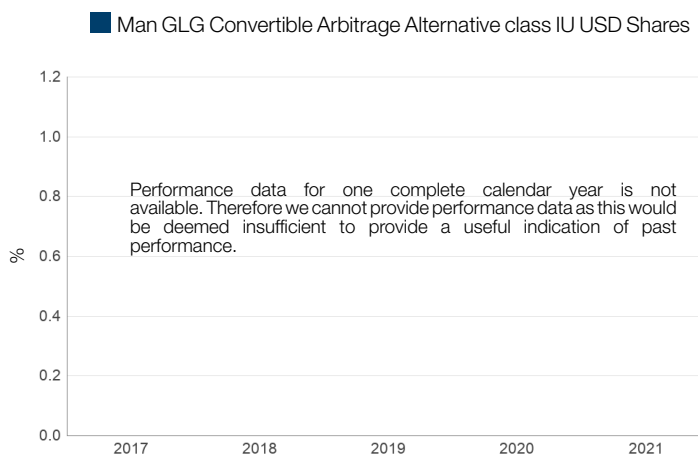 Man GLG Convertible Arbitrage Alternative class IU USD Shares
1.2
1.0
0.8
0.6
0.4
0.2
0.0
%
Performance data for one complete calendar year is not
available. Therefore we cannot provide performance data as this would
be deemed insufficient to provide a useful indication of past
performance.
2017 2018 2019 2020 2021